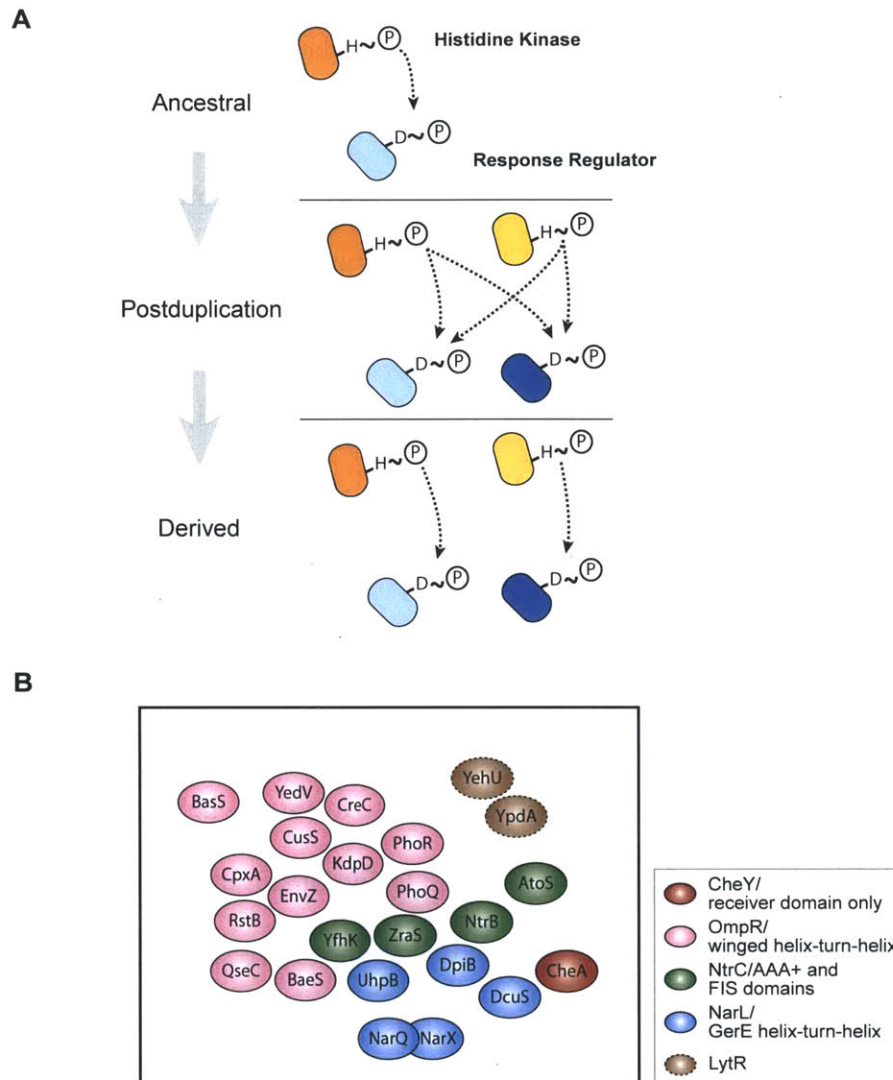 A
H~P
Histidine Kinase
Ancestral
D~P
Response Regulator
H~P
H~P
Postduplication
D~P
D~P
H~P
H~P
Derived
D~P
D~P
B
YehU
BasS
YedV
CreC
YpdA
CusS
PhoR
KdpD
CpxA
AtoS
EnvZ
PhoQ
RstB
NtrB
YfhK
ZraS
QseC
BaeS
UhpB
DpiB
CheA
DcuS
NarQ
NarX
CheY/
receiver domain only
OmpR/
winged helix-turn-helix
NtrC/AAA+ and
FIS domains
NarL/
GerE helix-turn-helix
LytR